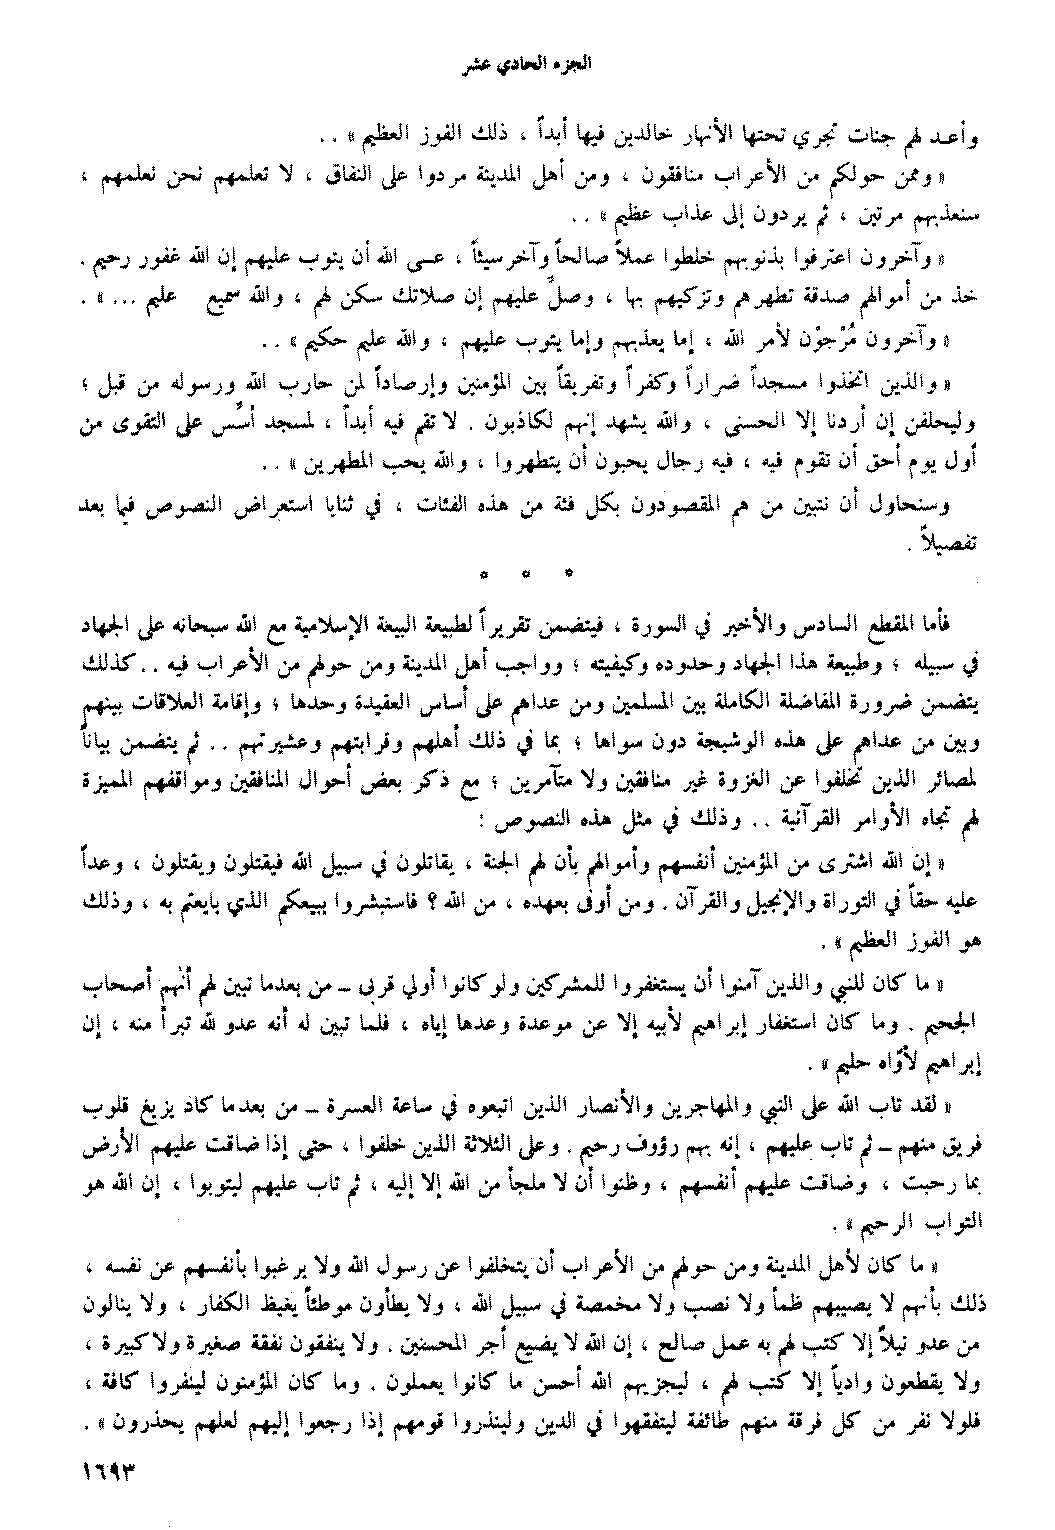 الجزء الحادي عشر
وأعد لهم جنات تجري تحتها الأنهار خالدين فيها أبداً ، ذلك الفوز العظيم » . .
« وممن حولكم من الأعراب منافقون ، ومن أهل المدينة مردوا على النفاق ، لا تعلمهم نحن نعلمهم ،
سنعذبهم مرتين ، ثم يردون إلى عذاب عظيم » . .
« وآخرون اعترفوا بذنوبهم خلطوا عملاً صالحاً وآخر سيئاً ، عسى الله أن يتوب عليهم إن الله غفور رحيم .
خذ من أموالهم صدقة تطهرهم وتزكيهم بها ، وصلِّ عليهم إن صلاتك سكن لهم ، والله سميع عليم ... » .
« وآخرون مُرْجوْن لأمر الله ، إما يعذبهم وإما يتوب عليهم ، والله عليم حكيم » . .
« والذين اتخذوا مسجداً ضراراً وكفراً وتفريقاً بين المؤمنين وإرصاداً لمن حارب الله ورسوله من قبل ؛
وليحلفن إن أردنا إلا الحسنى ، والله يشهد إنهم لكاذبون . لا تقم فيه أبداً ، لمسجد أسِّس على التقوى من
أول يوم أحق أن تقوم فيه ، فيه رجال يحبون أن يتطهروا ، والله يحب المطهرين » . .
وسنحاول أن نتبين من هم المقصودون بكل فئة من هذه الفئات ، في ثنايا استعراض النصوص فيما بعد
تفصيلاً .
* * *
فأما المقطع السادس والأخير في السورة ، فيتضمن تقريراً لطبيعة البيعة الإسلامية مع الله سبحانه على الجهاد
في سبيله ؛ وطبيعة هذا الجهاد وحدوده وكيفيته ؛ وواجب أهل المدينة ومن حولهم من الأعراب فيه . . كذلك
يتضمن ضرورة المفاضلة الكاملة بين المسلمين ومن عداهم على أساس العقيدة وحدها ؛ وإقامة العلاقات بينهم
وبين من عداهم على هذه الوشيجة دون سواها ؛ بما في ذلك أهلهم وقرابتهم وعشيرتهم . . ثم يتضمن بياناً
لمصائر الذين تخلفوا عن الغزوة غير منافقين ولا متآمرين ؛ مع ذكر بعض أحوال المنافقين ومواقفهم المميزة
لهم تجاه الأوامر القرآنية . . وذلك في مثل هذه النصوص :
« إن الله اشترى من المؤمنين أنفسهم وأموالهم بأن لهم الجنة ، يقاتلون في سبيل الله فيقتلون ويقتلون ، وعداً
عليه حقاً في التوراة والإنجيل والقرآن . ومن أوفى بعهده ، من الله ؟ فاستبشروا ببيعكم الذي بايعتم به ، وذلك
هو الفوز العظيم » .
« ما كان للنبي والذين آمنوا أن يستغفروا للمشركين ولو كانوا أولي قربى – من بعدما تبين لهم أنهم أصحاب
الجحيم . وما كان استغفار إبراهيم لأبيه إلا عن موعدة وعدها إياه ، فلما تبين له أنه عدو لله تبرأ منه ، إن
إبراهيم لأوّاه حليم » .
« لقد تاب الله على النبي والمهاجرين والأنصار الذين اتبعوه في ساعة العسرة – من بعدما كاد يزيغ قلوب
فريق منهم – ثم تاب عليهم ، إنه بهم رؤوف رحيم . وعلى الثلاثة الذين خلفوا ، حتى إذا ضاقت عليهم الأرض
بما رحبت ، وضاقت عليهم أنفسهم ، وظنوا أن لا ملجأ من الله إلا إليه ، ثم تاب عليهم ليتوبوا ، إن الله هو
التواب الرحيم » .
« ما كان لأهل المدينة ومن حولهم من الأعراب أن يتخلفوا عن رسول الله ولا يرغبوا بأنفسهم عن نفسه ،
ذلك بأنهم لا يصيبهم ظمأ ولا نصب ولا مخمصة في سبيل الله ، ولا يطأون موطئاً يغيظ الكفار ، ولا ينالون
من عدو نيلاً إلا كتب لهم به عمل صالح ، إن الله لا يضيع أجر المحسنين . ولا ينفقون نفقة صغيرة ولا كبيرة ،
ولا يقطعون وادياً إلا كتب لهم ، ليجزيهم الله أحسن ما كانوا يعملون . وما كان المؤمنون لينفروا كافة ،
فلولا نفر من كل فرقة منهم طائفة ليتفقهوا في الدين ولينذروا قومهم إذا رجعوا إليهم لعلهم يحذرون » .
١٦٩٣